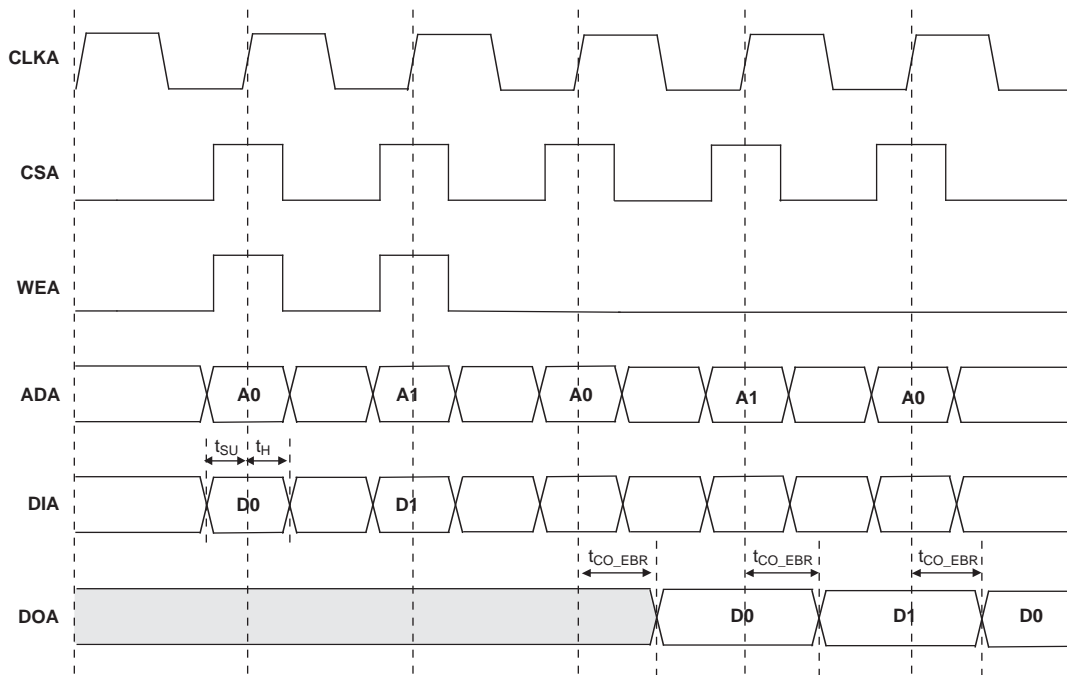 CLKA
CSA
WEA
ADA A0 A1 A0 A1 A0
tSU tH
DIA D0 D1
tCO_EBR tCO_EBR tCO_EBR
DOA D0 D1 D0